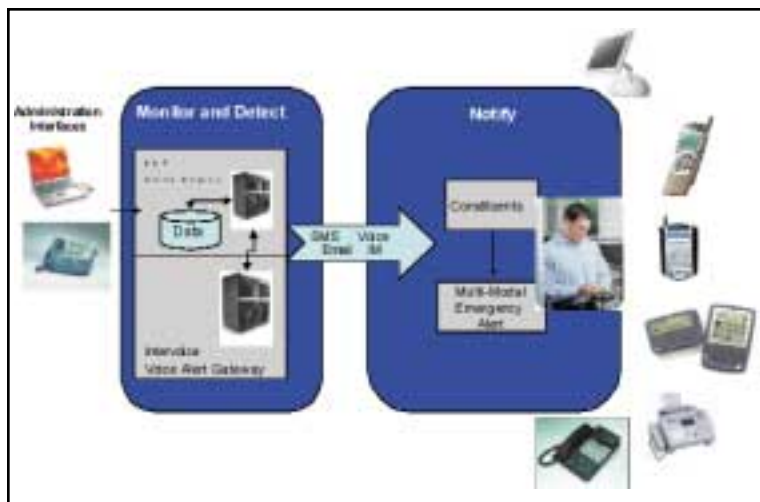 Administration
Interfaces
Monitor and Detect
Data
Intervoice
Voice Alert Gateway
SMS Voice
Email IM
Notify
Constituents
Multi-Modal
Emergency
Alert